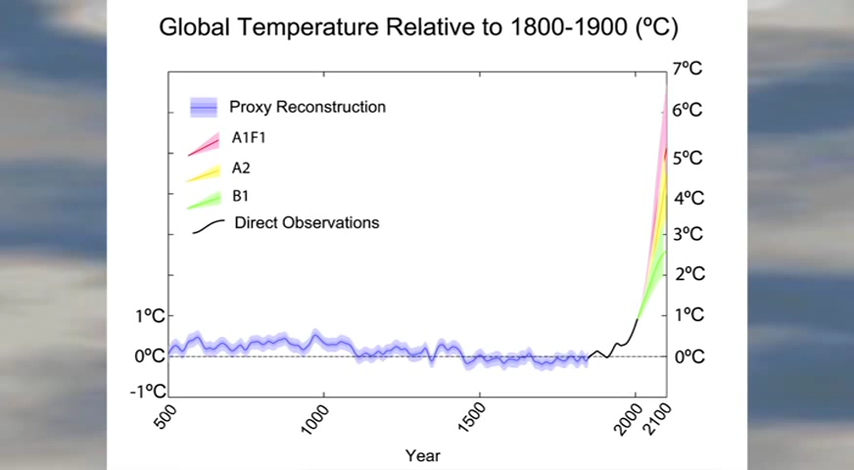 Global Temperature Relative to 1800-1900 (ºC)
7ºC
Proxy Reconstruction
6ºC
A1F1
5ºC
A2
4ºC
B1
Direct Observations
3ºC
2ºC
1ºC
1ºC
0ºC
0ºC
-1ºC
500
1000
1500
2000
2100
Year